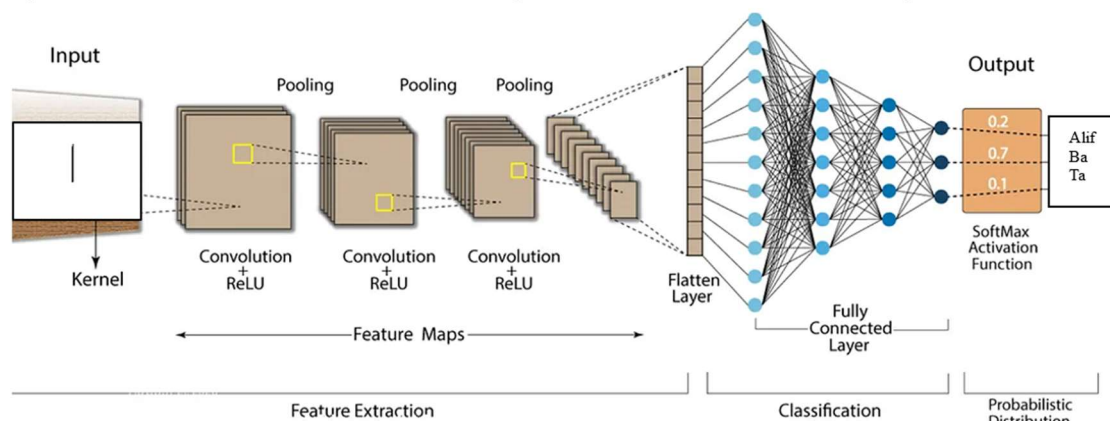 Input
Pooling
Pooling
Pooling
Output
0.2
0.7
0.1
Alif
Ba
Ta
Kernel
Convolution
+
ReLU
Convolution
+
ReLU
Convolution
+
ReLU
Flatten
Layer
SoftMax
Activation
Function
Fully
Connected
Layer
Feature Maps
Feature Extraction
Classification
Probabilistic
Distribution